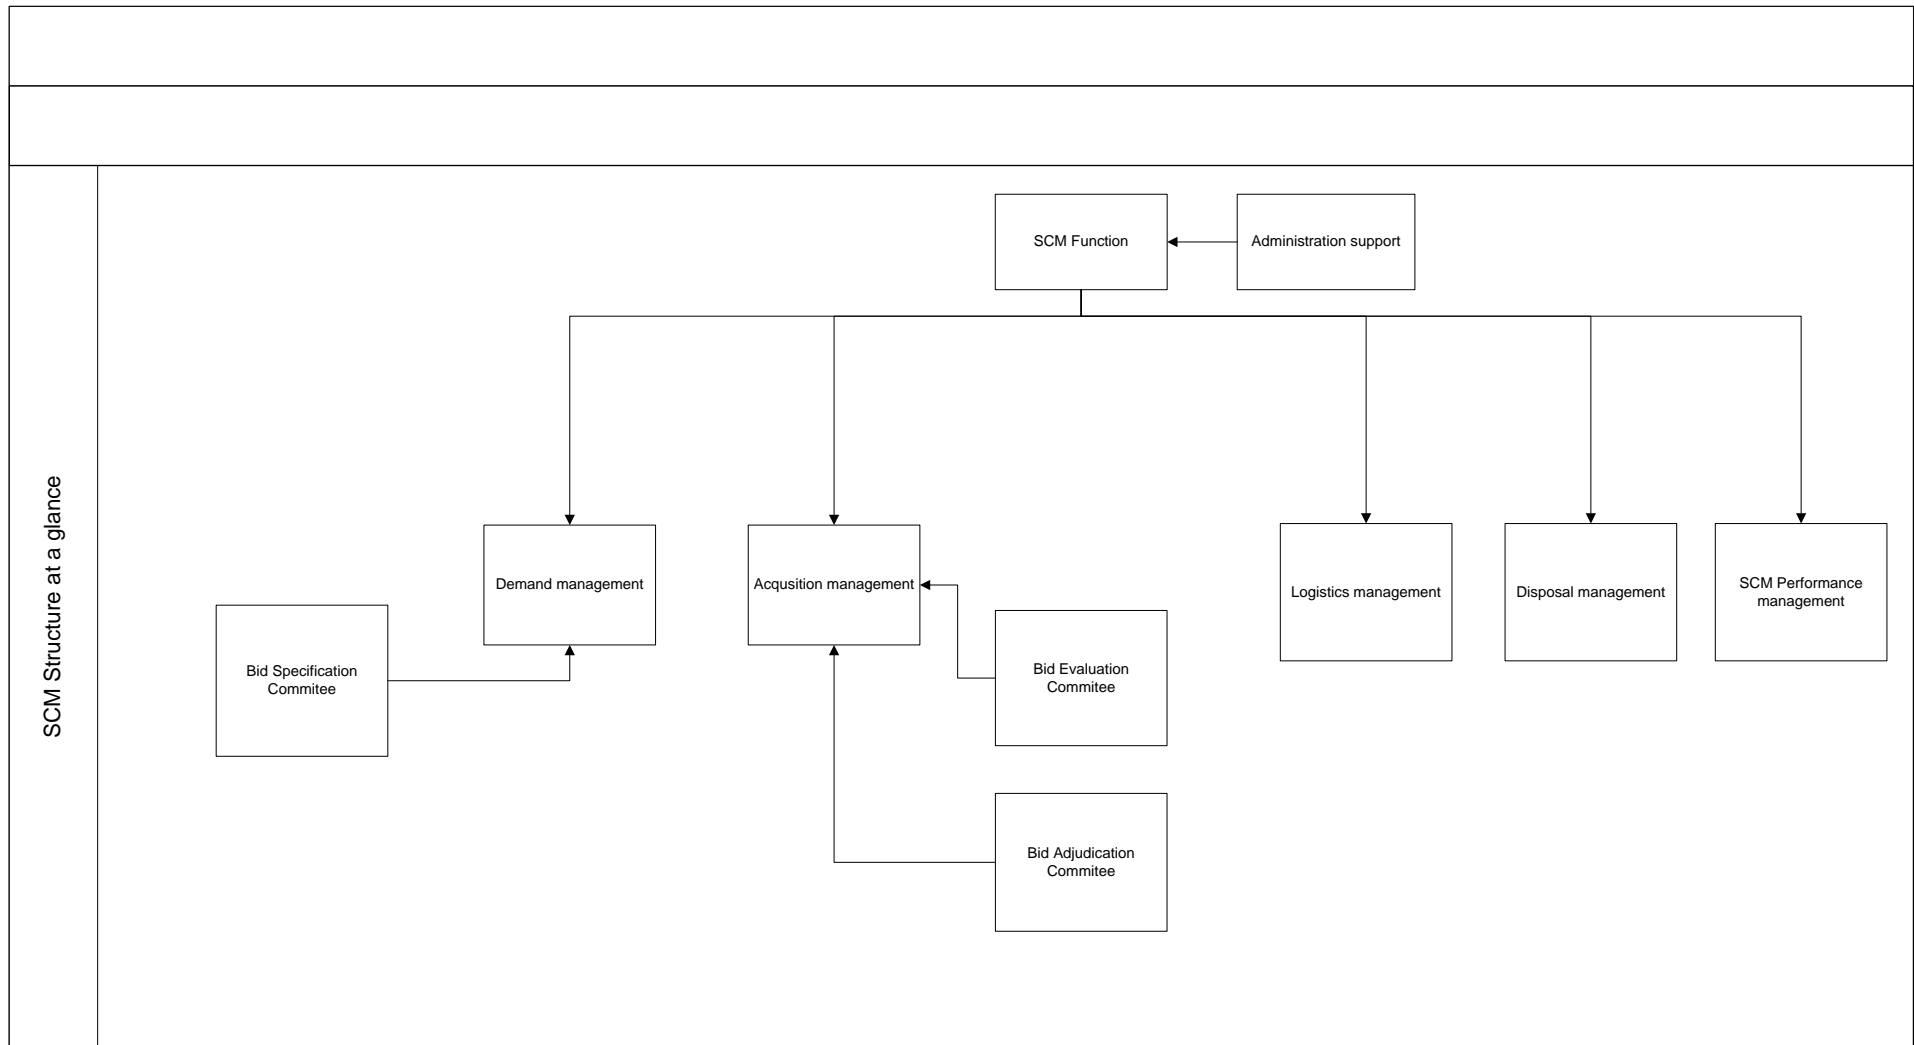 SCM Structure at a glance
SCM Function
Administration support
Demand management
Acqusition management
Logistics management
Disposal management
SCM Performance
management
Bid Specification
Commitee
Bid Evaluation
Commitee
Bid Adjudication
Commitee